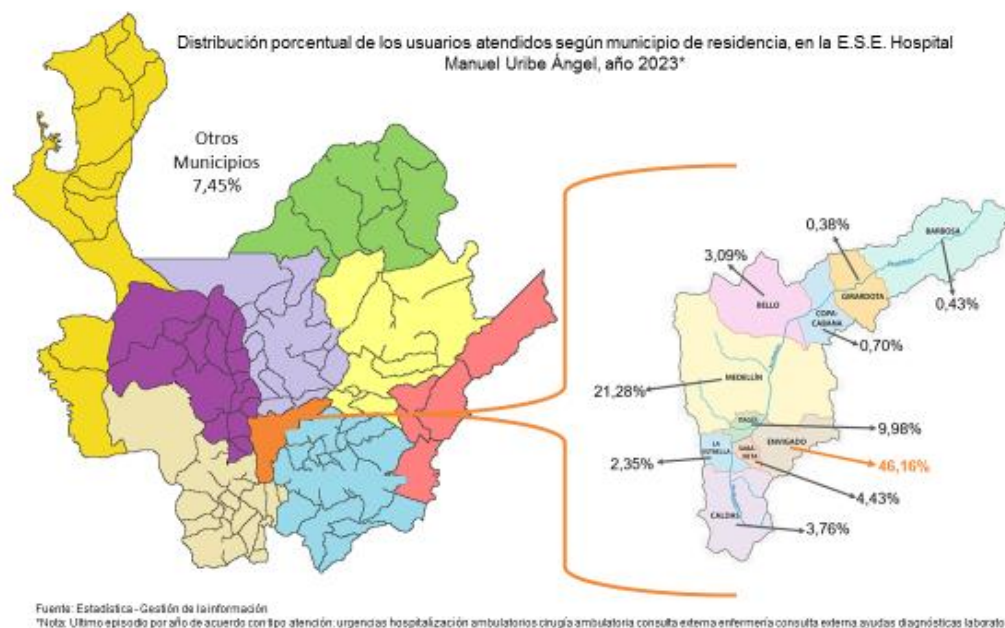 Distribución porcentual de los usuarios atendidos según municipio de residencia, en la E.S.E. Hospital
Manuel Uribe Ángel, año 2023*
Otros
Municipios
7,45%
0,38%
BARBOSA
3,09%
GIRARDOTA
BELLO
0,43%
COPA-
CABANA
0,70%
MEDELLÍN
21,28%
ITAGÜÍ
9,98%
LA
ESTRELLA
SABA-
NETA
ENVIGADO
2,35%
46,16%
4,43%
CALDAS
3,76%
Fuente: Estadística - Gestión de la información
*Nota: Ultimo episodio por año de acuerdo con tipo atención: urgencias hospitalización ambulatorios cirugía ambulatoria consulta externa enfermería consulta externa ayudas diagnósticas laborato